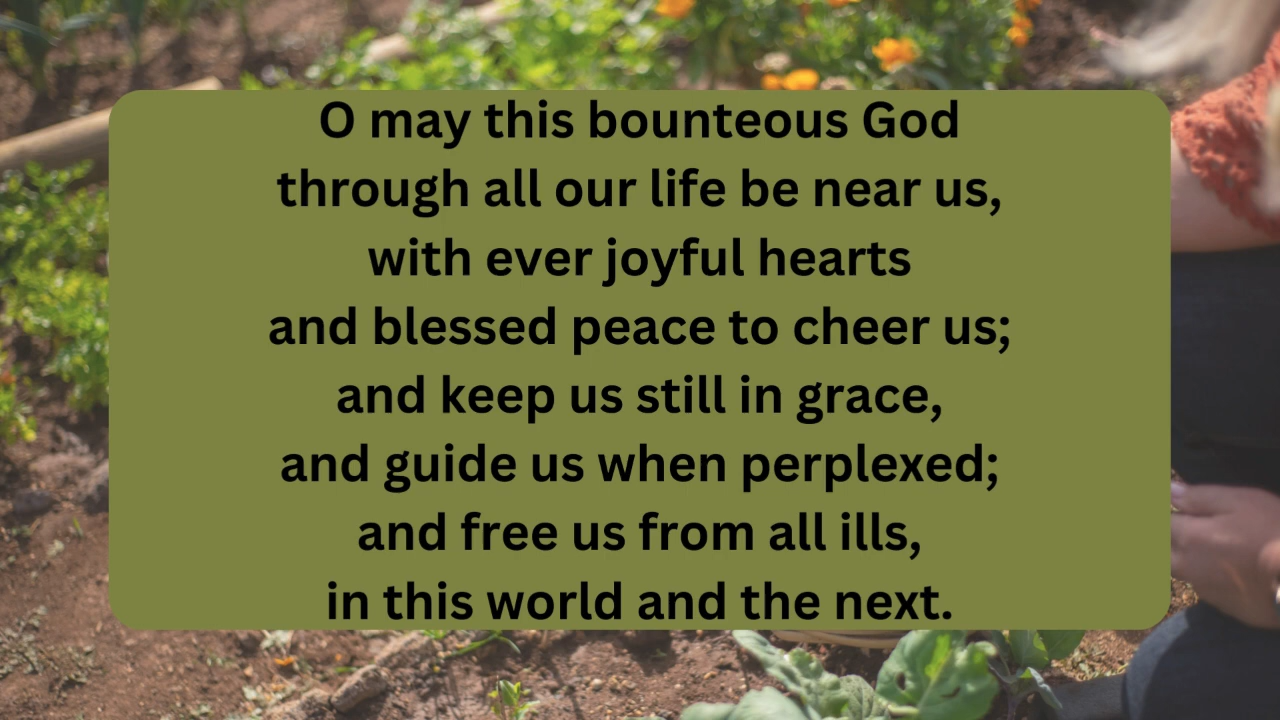 O may this bounteous God
through all our life be near us,
with ever joyful hearts
and blessed peace to cheer us;
and keep us still in grace,
and guide us when perplexed;
and free us from all ills,
in this world and the next.